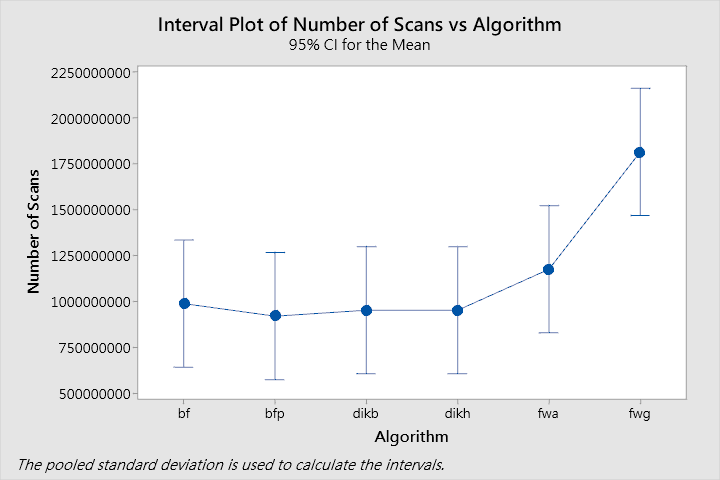 Interval Plot of Number of Scans vs Algorithm
95% CI for the Mean
Number of Scans
2250000000
2000000000
1750000000
1500000000
1250000000
1000000000
750000000
500000000
bf bfp dikb dikh fwa fwg
Algorithm
The pooled standard deviation is used to calculate the intervals.